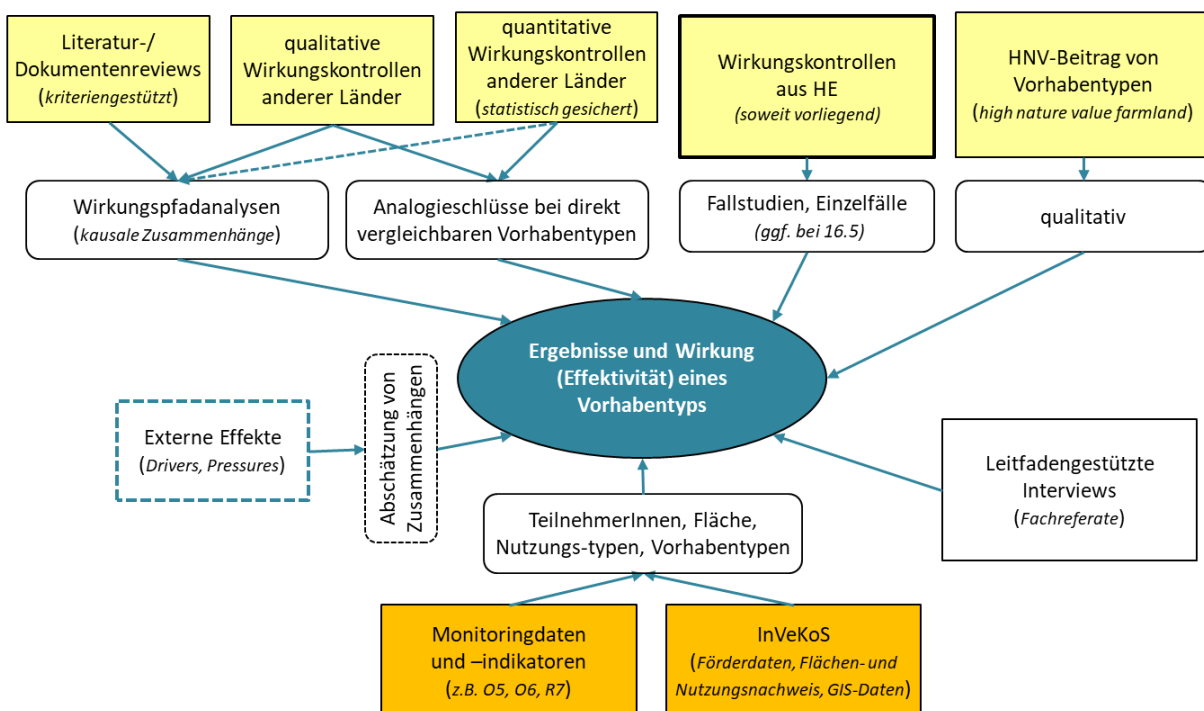 Literatur-/
Dokumentenreviews
(kriteriengestützt)
qualitative
Wirkungskontrollen
anderer Länder
quantitative
Wirkungskontrollen
anderer Länder
(statistisch gesichert)
Wirkungskontrollen
aus HE
(soweit vorliegend)
HNV-Beitrag von
Vorhabentypen
(high nature value farmland)
Wirkungspfadanalysen
(kausale Zusammenhänge)
Analogieschlüsse bei direkt
vergleichbaren Vorhabentypen
Fallstudien, Einzelfälle
(ggf. bei 16.5)
qualitativ
Ergebnisse und Wirkung
(Effektivität) eines
Vorhabentyps
Externe Effekte
(Drivers, Pressures)
Abschätzung von
Zusammenhängen
Leitfadengestützte
Interviews
(Fachreferate)
TeilnehmerInnen, Fläche,
Nutzungs-typen, Vorhabentypen
Monitoringdaten
und –indikatoren
(z.B. O5, O6, R7)
InVeKoS
(Förderdaten, Flächen- und
Nutzungsnachweis, GIS-Daten)